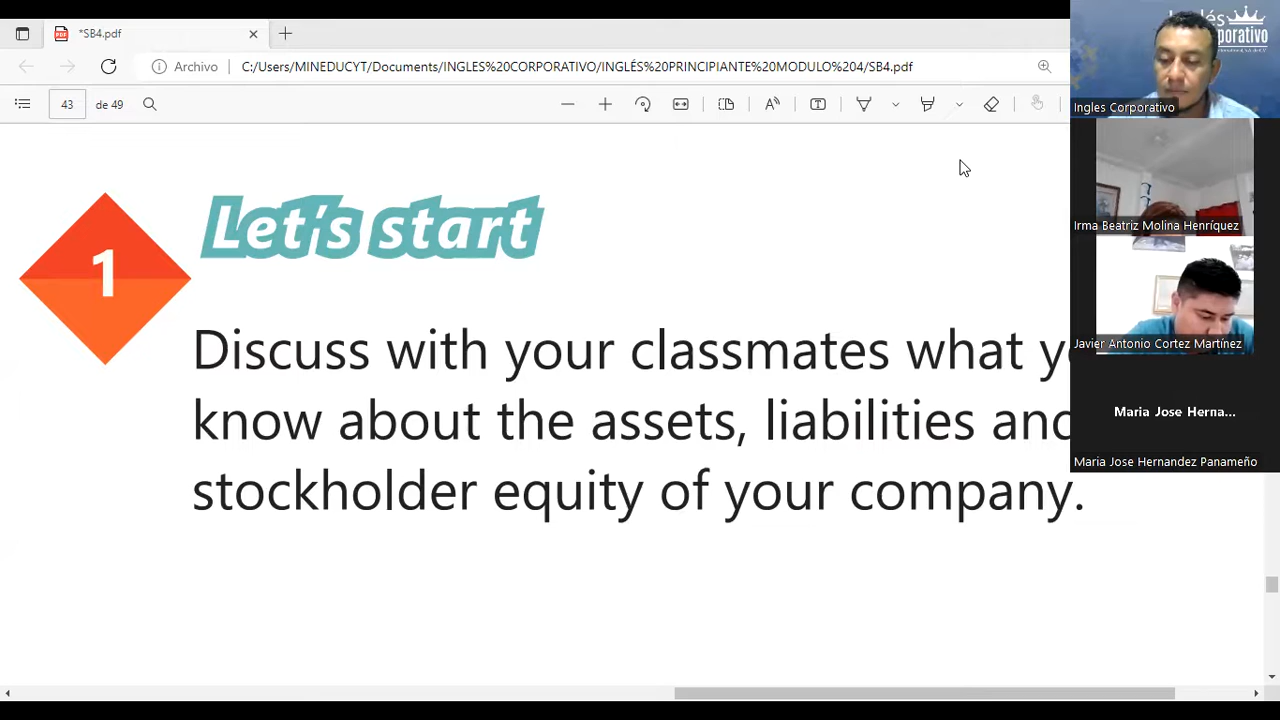 *SB4.pdf
Archivo
C:/Users/MINEDUCYT/Documents/INGLES%20CORPORATIVO/INGLÉS%20PRINCIPIANTE%20MODULO%204/SB4.pdf
43 de 49
1
Let's start
Discuss with your classmates what
know about the assets, liabilities and
stockholder equity of your company.
Ingles Corporativo
Irma Beatriz Molina Henríquez
Javier Antonio Cortez Martínez
Maria Jose Herna...
Maria Jose Hernandez Panameño